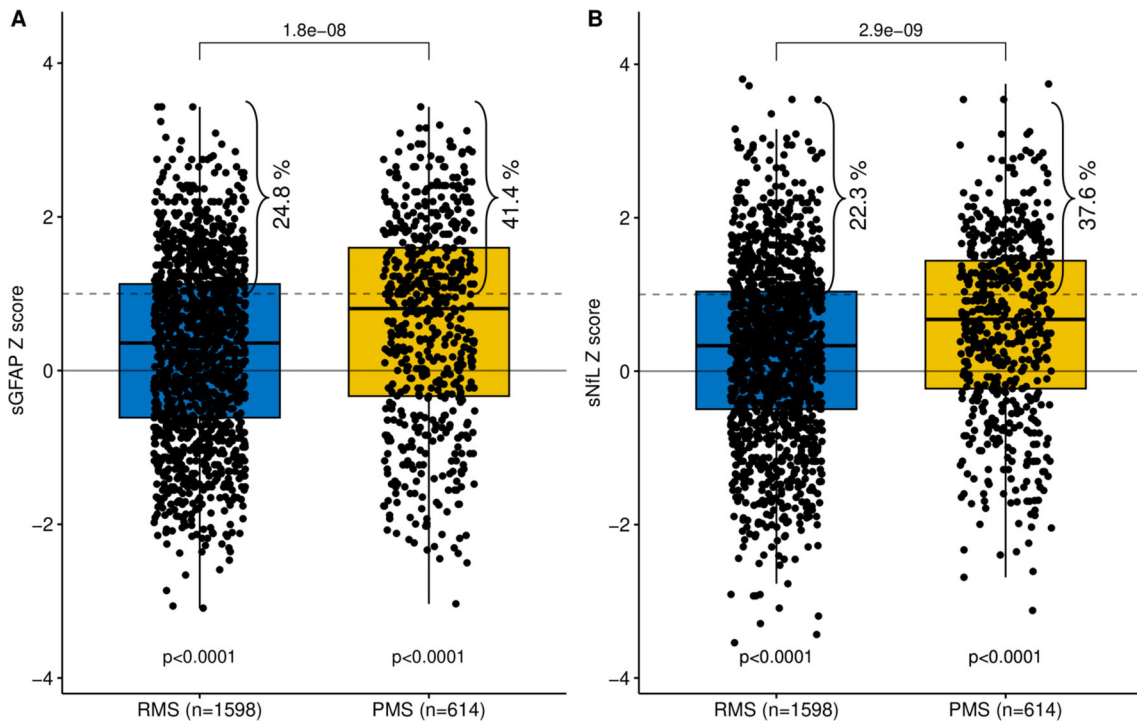 A
1.8e−08
4
2
0
−2
−4
sGFAP Z score
24.8 %
41.4 %
p<0.0001
p<0.0001
RMS (n=1598)
PMS (n=614)
B
2.9e−09
4
2
0
−2
−4
sNfL Z score
22.3 %
37.6 %
p<0.0001
p<0.0001
RMS (n=1598)
PMS (n=614)